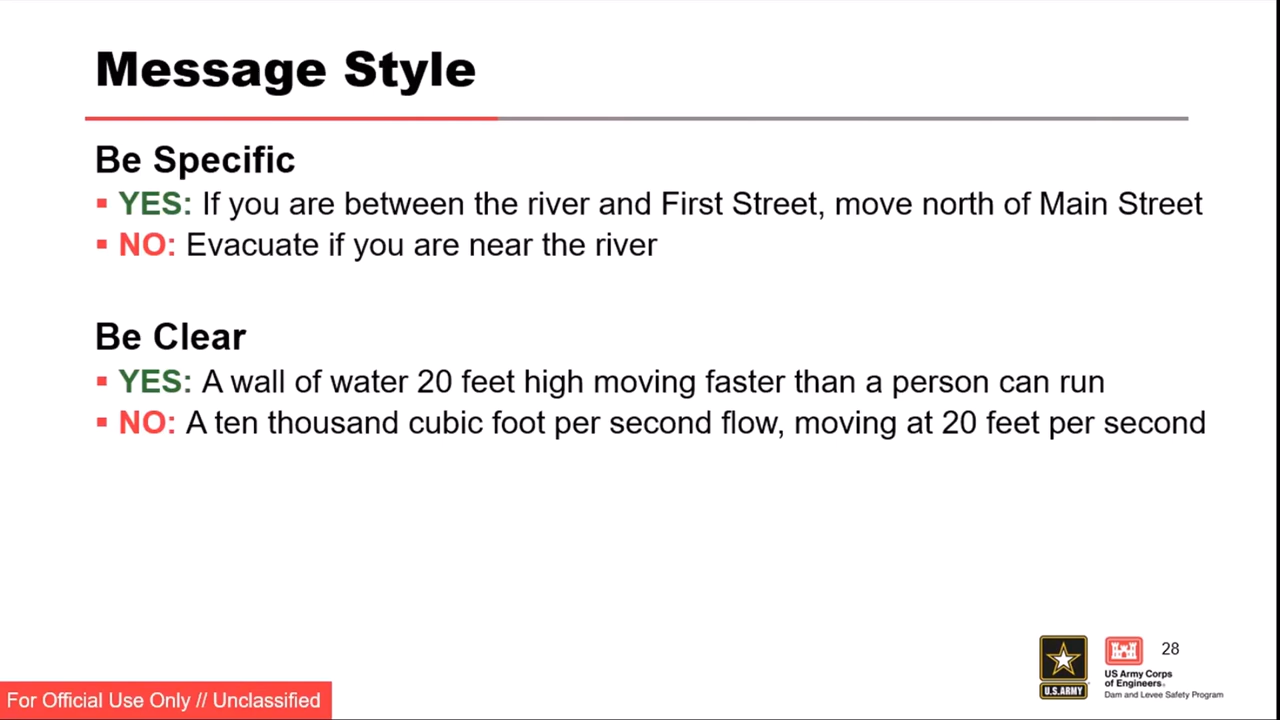 Message Style
Be Specific
▪ YES: If you are between the river and First Street, move north of Main Street
▪ NO: Evacuate if you are near the river
Be Clear
▪ YES: A wall of water 20 feet high moving faster than a person can run
▪ NO: A ten thousand cubic foot per second flow, moving at 20 feet per second
28
U.S.ARMY
US Army Corps
of Engineers®
Dam and Levee Safety Program
For Official Use Only // Unclassified